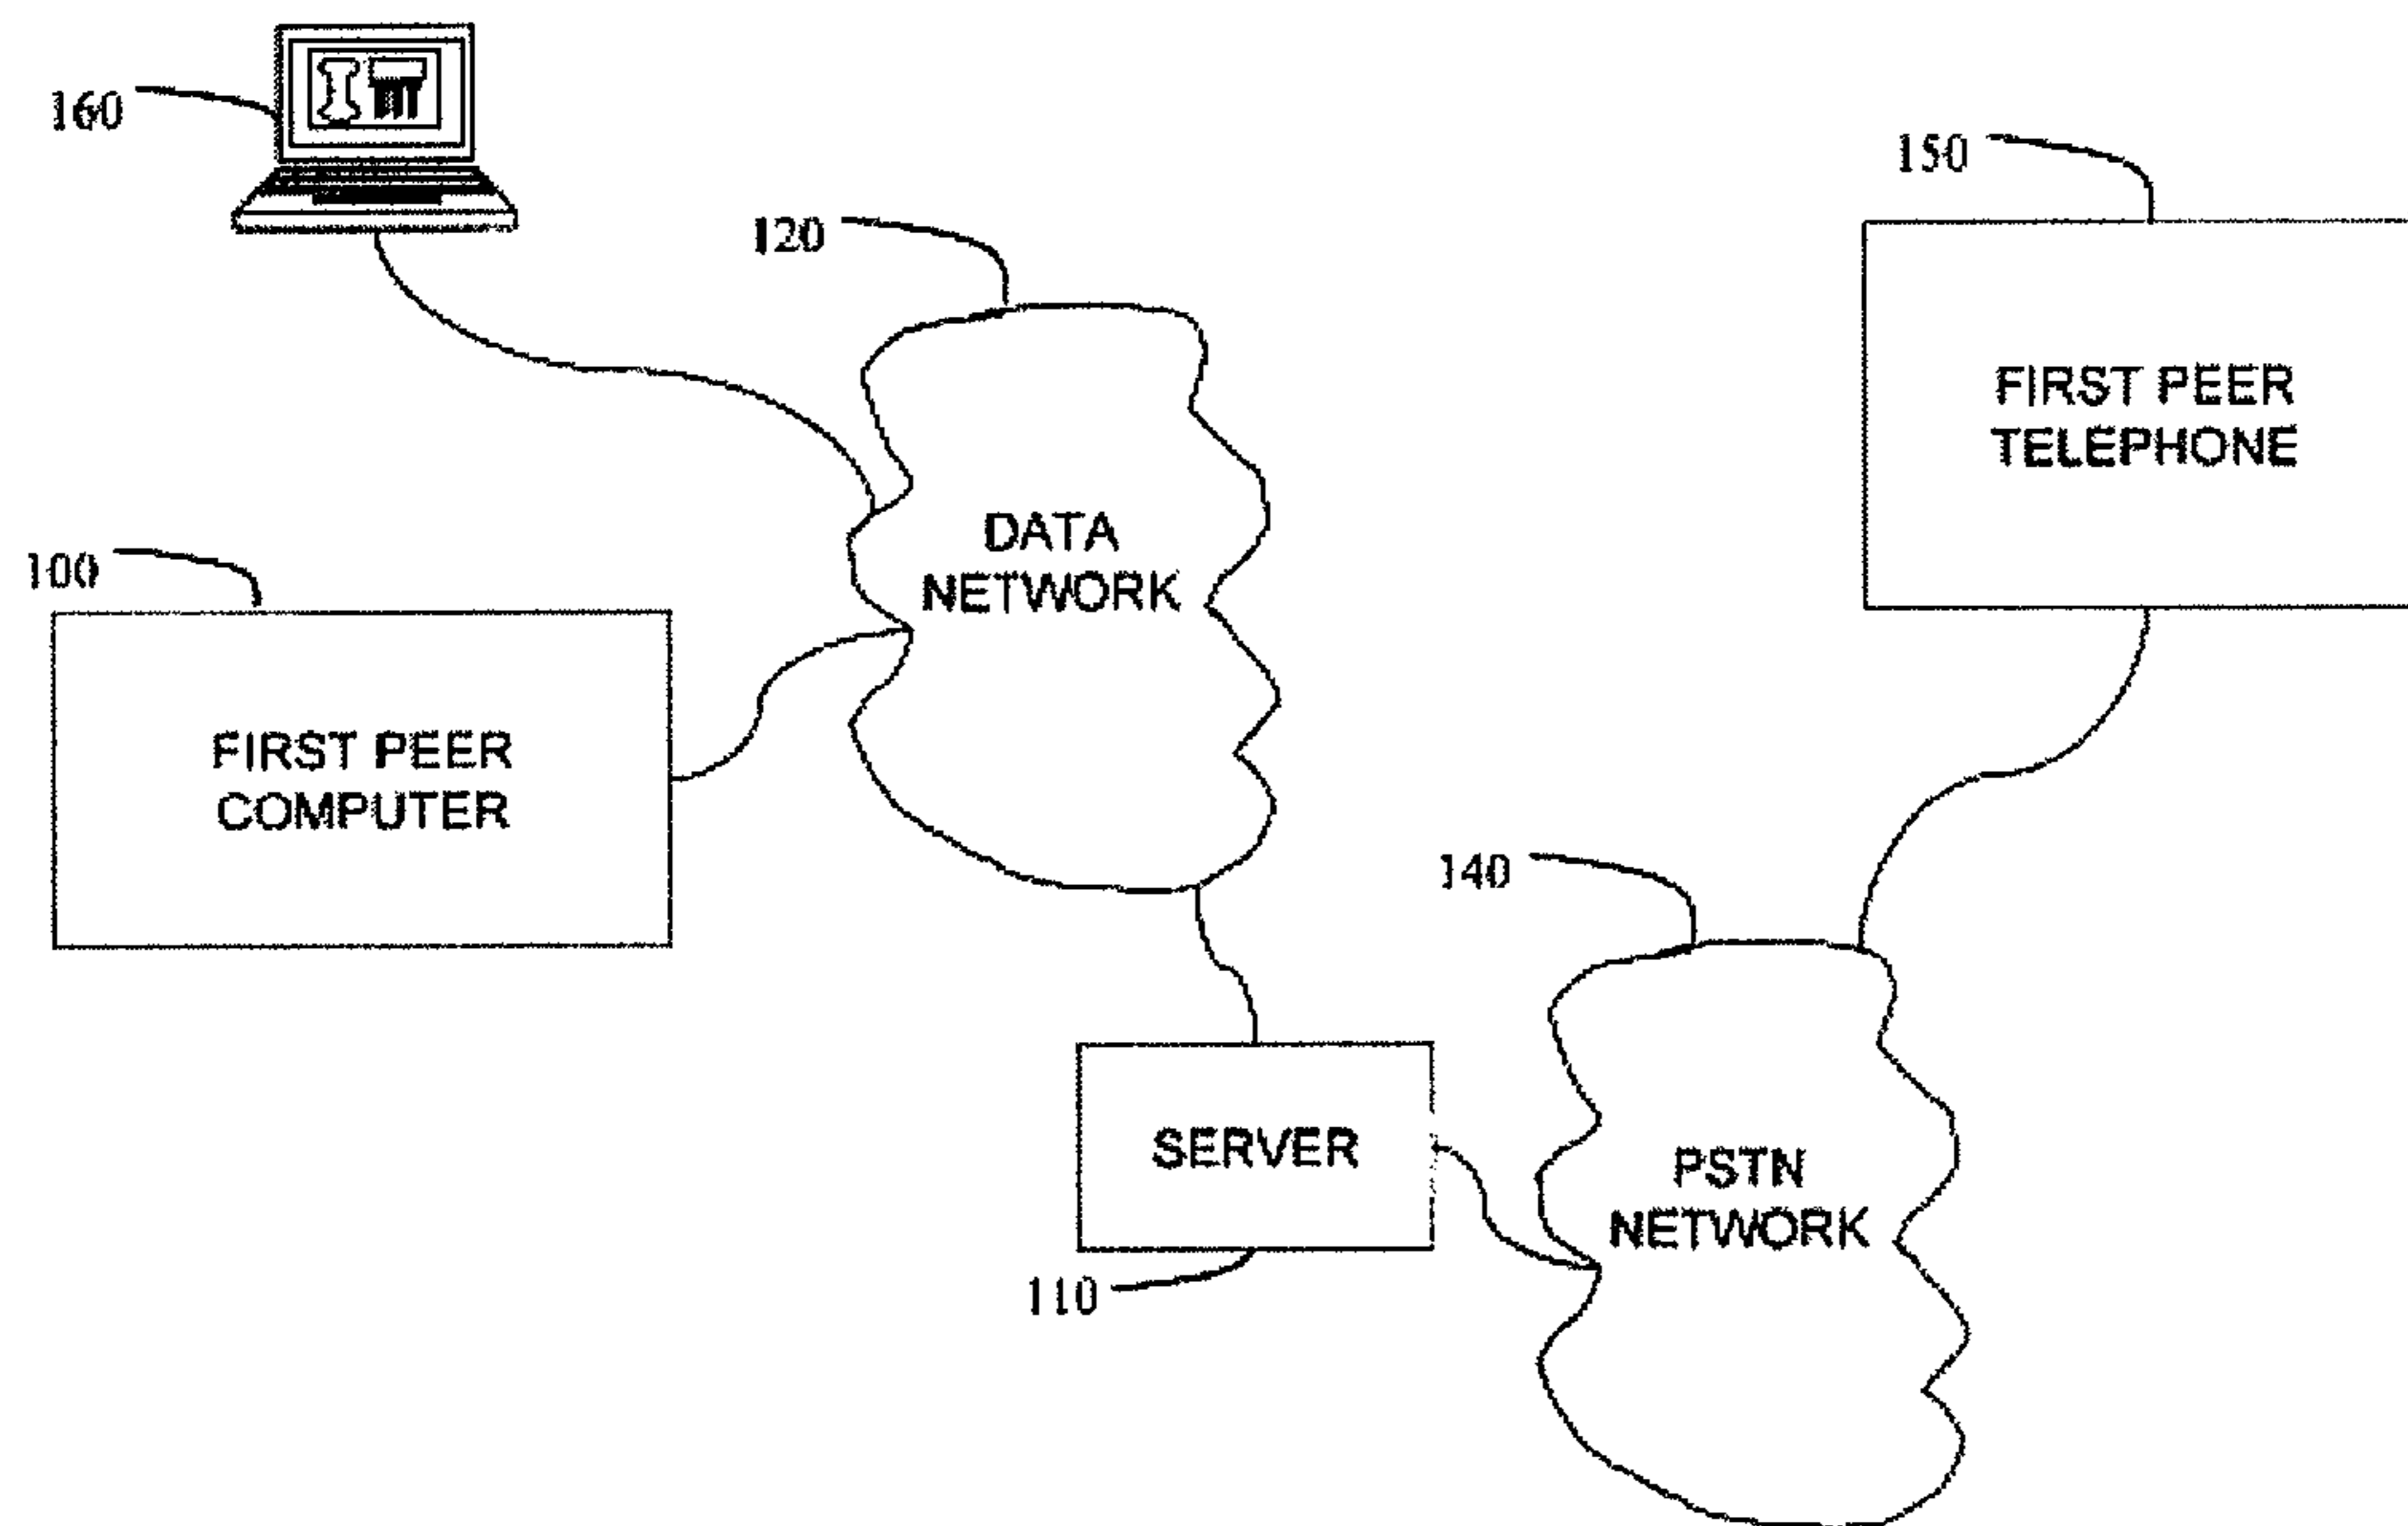 160
150
120
FIRST PEER
TELEPHONE
DATA
NETWORK
100
FIRST PEER
COMPUTER
140
SERVER
PSTN
NETWORK
110